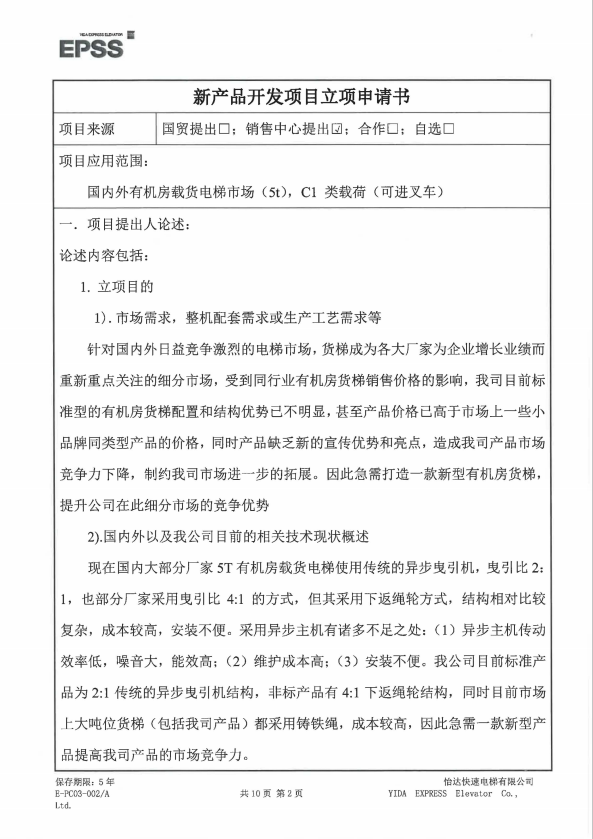 YIDA EXPRESS ELEVATOR
EPSS
新产品开发项目立项申请书
项目来源 国贸提出□；销售中心提出☑；合作□；自选□
项目应用范围：
国内外有机房载货电梯市场（5t），C1 类载荷（可进叉车）
一．项目提出人论述：
论述内容包括：
1. 立项目的
1）. 市场需求，整机配套需求或生产工艺需求等
针对国内外日益竞争激烈的电梯市场，货梯成为各大厂家为企业增长业绩而
重新重点关注的细分市场，受到同行业有机房货梯销售价格的影响，我司目前标
准型的有机房货梯配置和结构优势已不明显，甚至产品价格已高于市场上一些小
品牌同类型产品的价格，同时产品缺乏新的宣传优势和亮点，造成我司产品市场
竞争力下降，制约我司市场进一步的拓展。因此急需打造一款新型有机房货梯，
提升公司在此细分市场的竞争优势
2).国内外以及我公司目前的相关技术现状概述
现在国内大部分厂家 5T 有机房载货电梯使用传统的异步曳引机，曳引比 2:
1，也部分厂家采用曳引比 4:1 的方式，但其采用下返绳轮方式，结构相对比较
复杂，成本较高，安装不便。采用异步主机有诸多不足之处：（1）异步主机传动
效率低，噪音大，能效高；（2）维护成本高；（3）安装不便。我公司目前标准产
品为 2:1 传统的异步曳引机结构，非标产品有 4:1 下返绳轮结构，同时目前市场
上大吨位货梯（包括我司产品）都采用铸铁绳，成本较高，因此急需一款新型产
品提高我司产品的市场竞争力。
保存期限：5 年 怡达快速电梯有限公司
E-PC03-002/A 共 10 页 第 2 页 YIDA EXPRESS Elevator Co.,
Ltd.